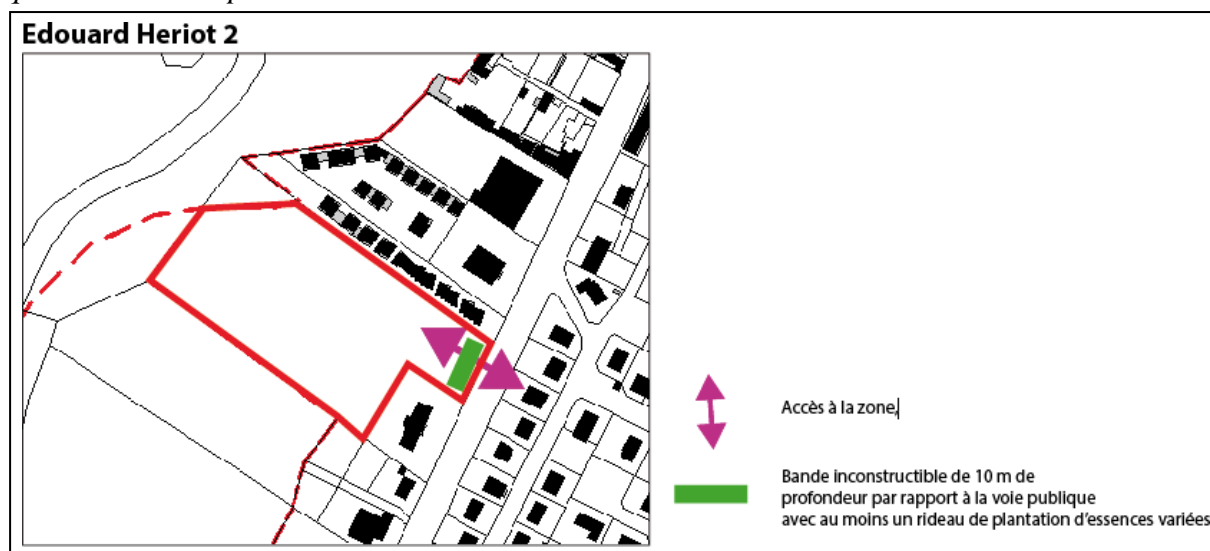 Edouard Heriot 2
Accès à la zone,
Bande inconstructible de 10 m de
profondeur par rapport à la voie publique
avec au moins un rideau de plantation d'essences variées